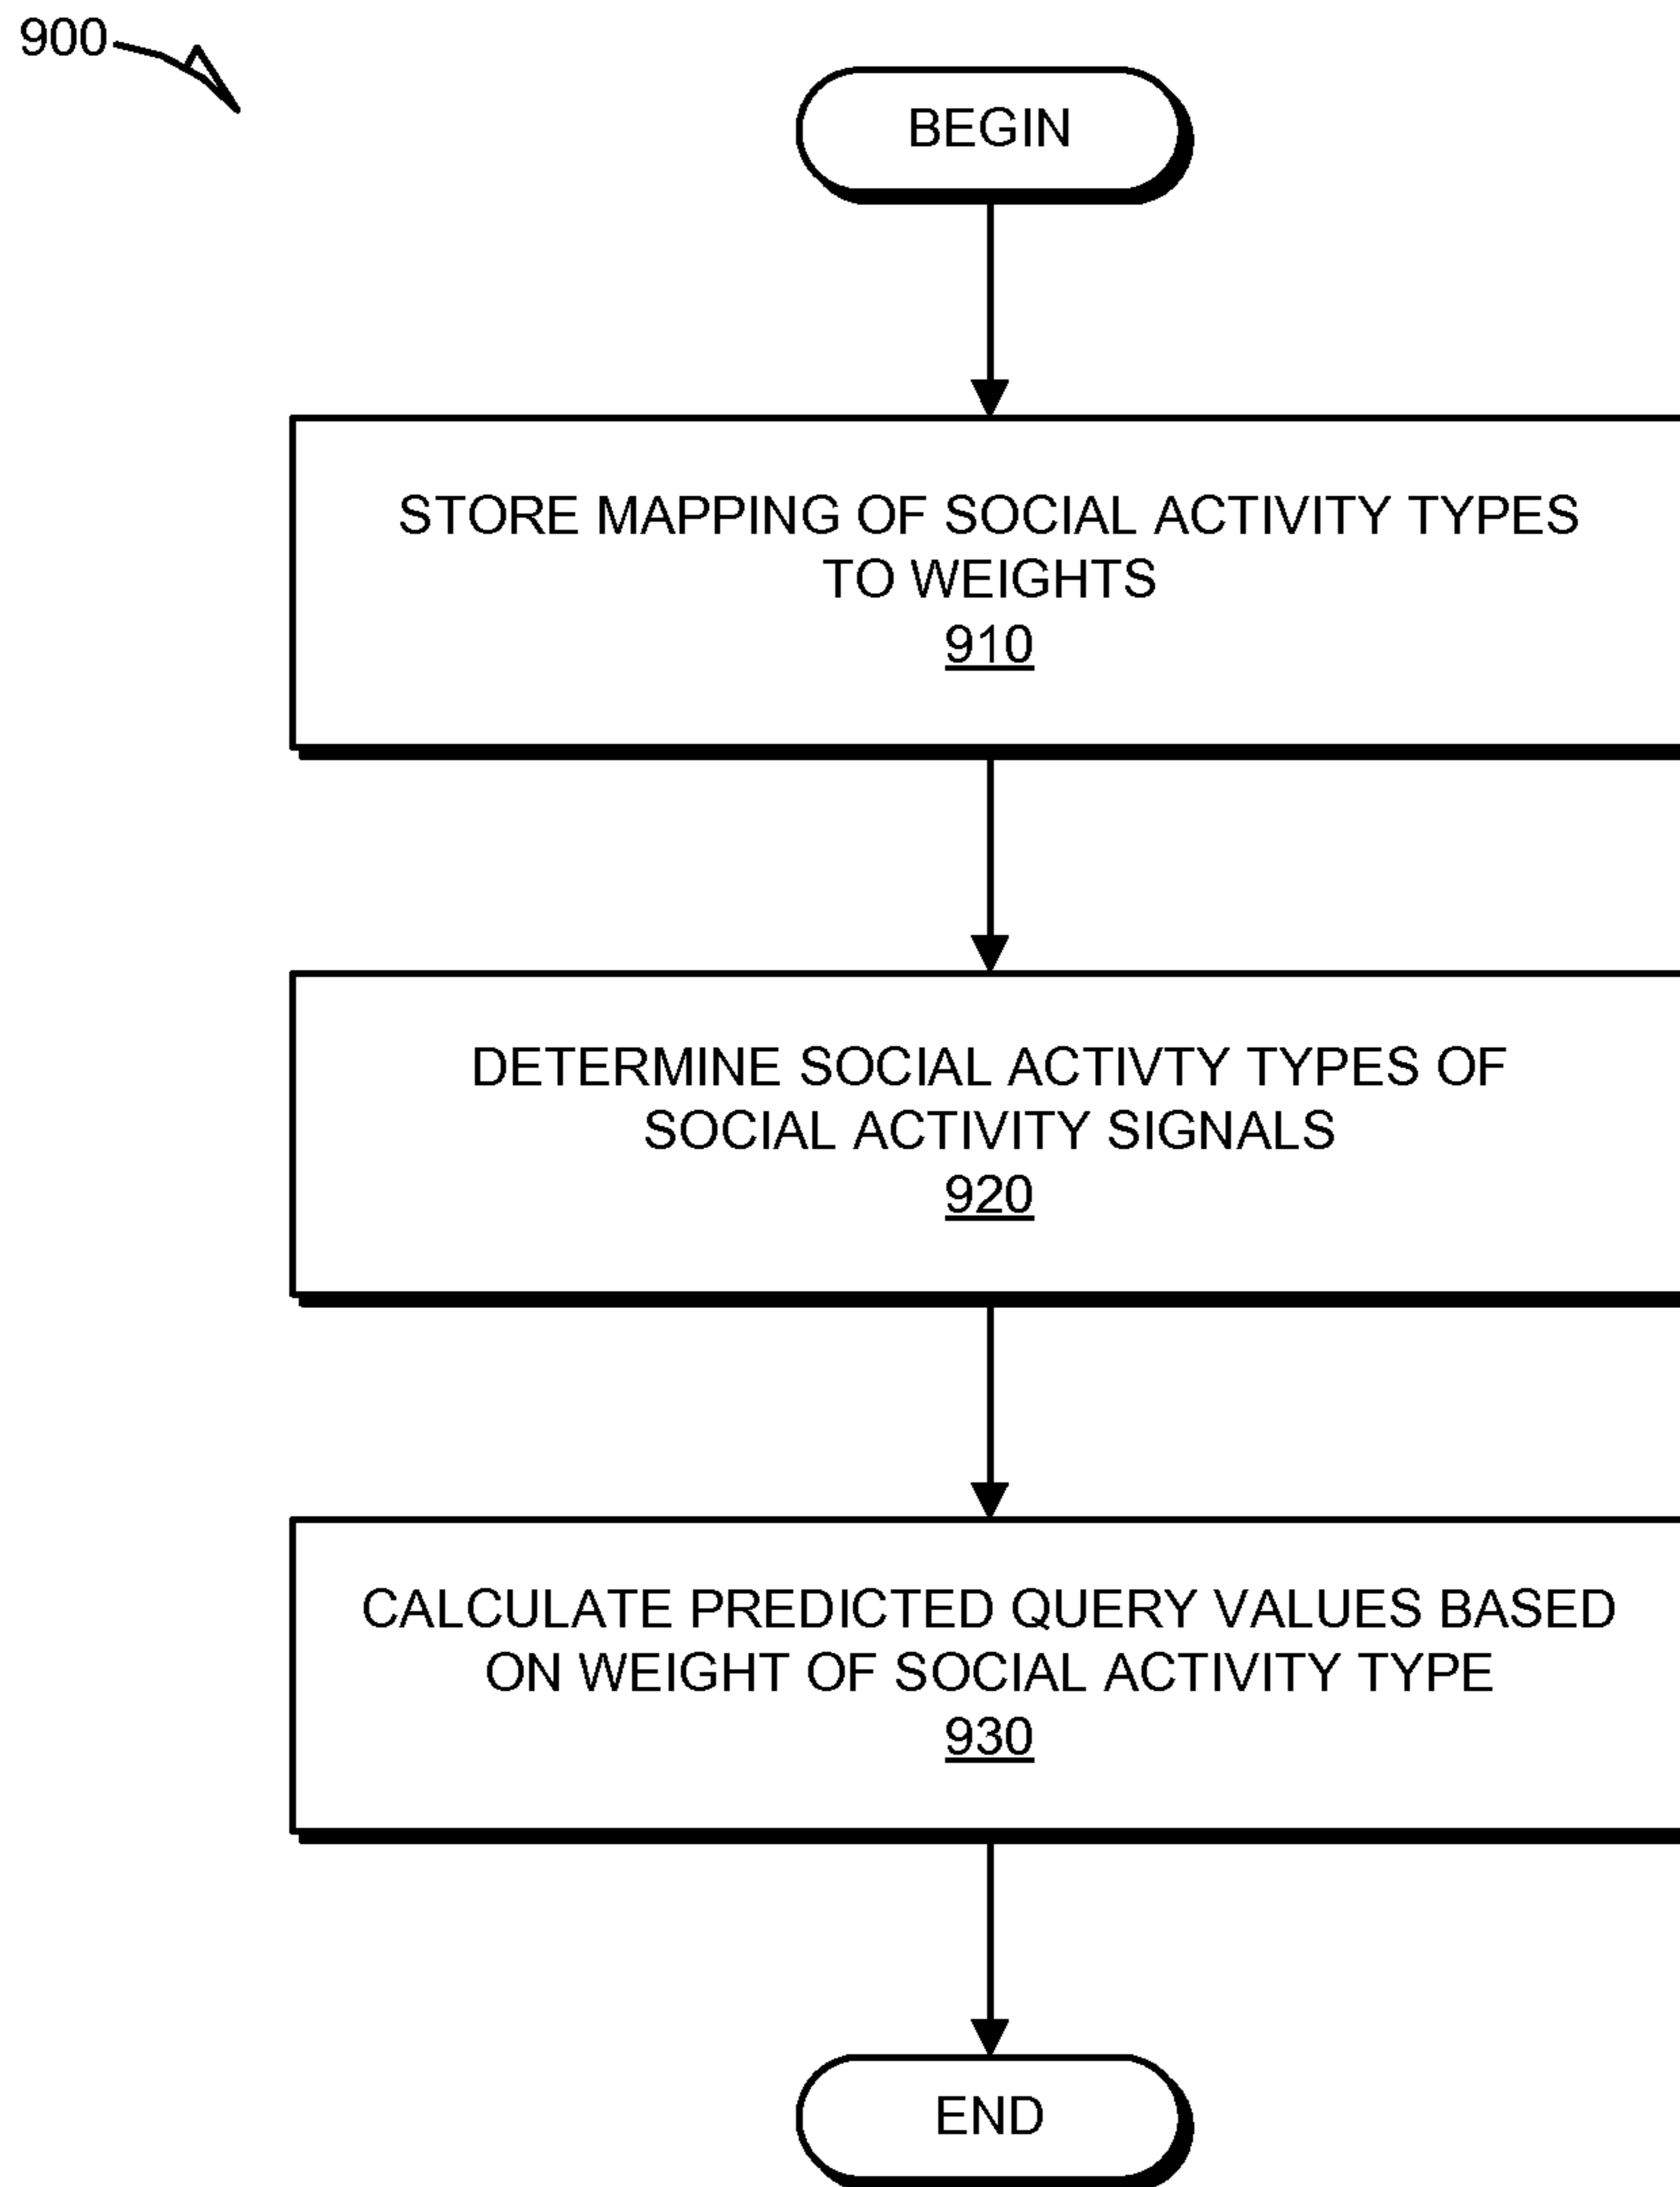 900
BEGIN
STORE MAPPING OF SOCIAL ACTIVITY TYPES
TO WEIGHTS
910
DETERMINE SOCIAL ACTIVTY TYPES OF
SOCIAL ACTIVITY SIGNALS
920
CALCULATE PREDICTED QUERY VALUES BASED
ON WEIGHT OF SOCIAL ACTIVITY TYPE
930
END